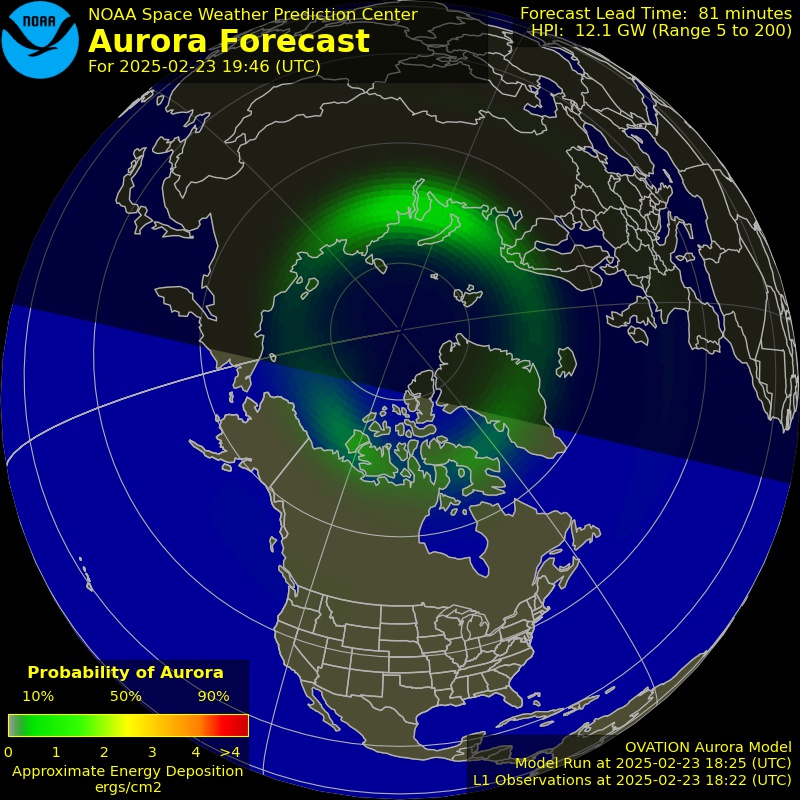 NOAA
NOAA Space Weather Prediction Center
Aurora Forecast
For 2025-02-23 19:46 (UTC)
Forecast Lead Time: 81 minutes
HPI: 12.1 GW (Range 5 to 200)
Probability of Aurora
10% 50% 90%
0 1 2 3 4 >4
Approximate Energy Deposition
ergs/cm2
OVATION Aurora Model
Model Run at 2025-02-23 18:25 (UTC)
L1 Observations at 2025-02-23 18:22 (UTC)